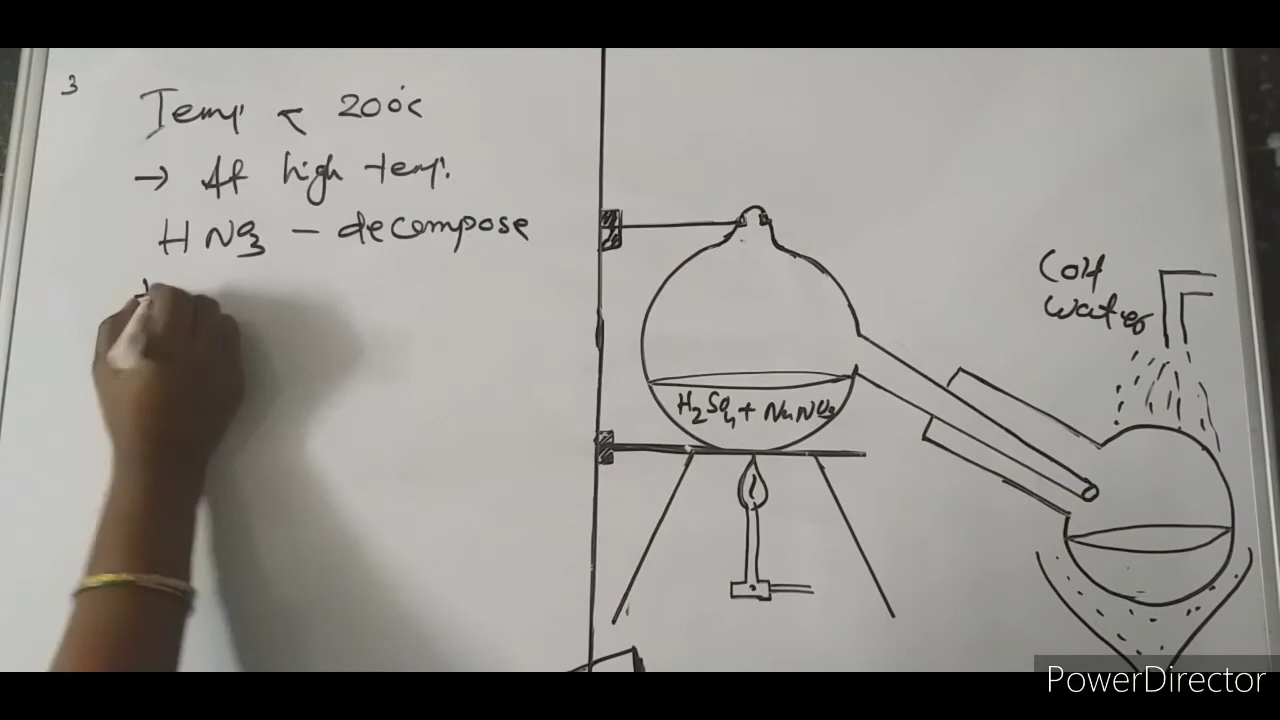 3
Temp < 200°c
→ At high temp.
HNO3 – decompose
Cold
water
H2SO4 + NaNO3
PowerDirector